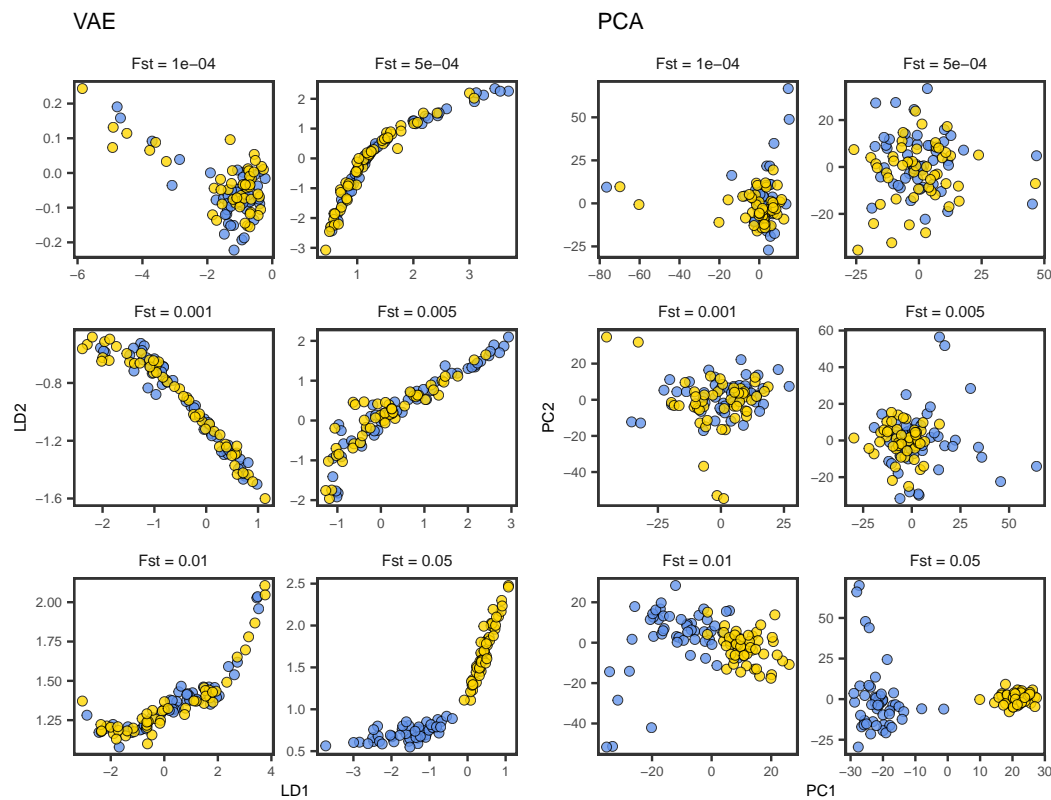 VAE
PCA
Fst = 1e−04
Fst = 5e−04
Fst = 1e−04
Fst = 5e−04
0.2
0.1
0.0
−0.1
−0.2
−6 −4 −2 0
2
1
0
−1
−2
−3
1 2 3
50
25
0
−25
−80 −60 −40 −20 0
20
0
−20
−25 0 25 50
Fst = 0.001
Fst = 0.005
Fst = 0.001
Fst = 0.005
LD2
−0.8
−1.2
−1.6
−2 −1 0 1
2
1
0
−1
−2
−1 0 1 2 3
PC2
20
0
−20
−40
−25 0 25
60
40
20
0
−20
−25 0 25 50
Fst = 0.01
Fst = 0.05
Fst = 0.01
Fst = 0.05
2.00
1.75
1.50
1.25
−2 0 2 4
2.5
2.0
1.5
1.0
0.5
−3 −2 −1 0 1
20
0
−20
−40
−20 0 20
50
25
0
−25
−30 −20 −10 0 10 20 30
LD1
PC1